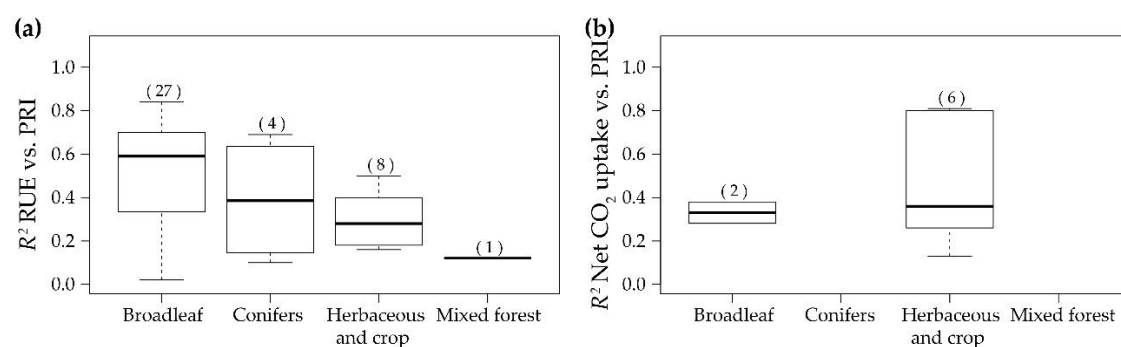 (a)
R² RUE vs. PRI
1.0
0.8
0.6
0.4
0.2
0.0
(27)
(4)
(8)
(1)
Broadleaf
Conifers
Herbaceous
and crop
Mixed forest
(b)
R² Net CO₂ uptake vs. PRI
1.0
0.8
0.6
0.4
0.2
0.0
(2)
(6)
Broadleaf
Conifers
Herbaceous
and crop
Mixed forest